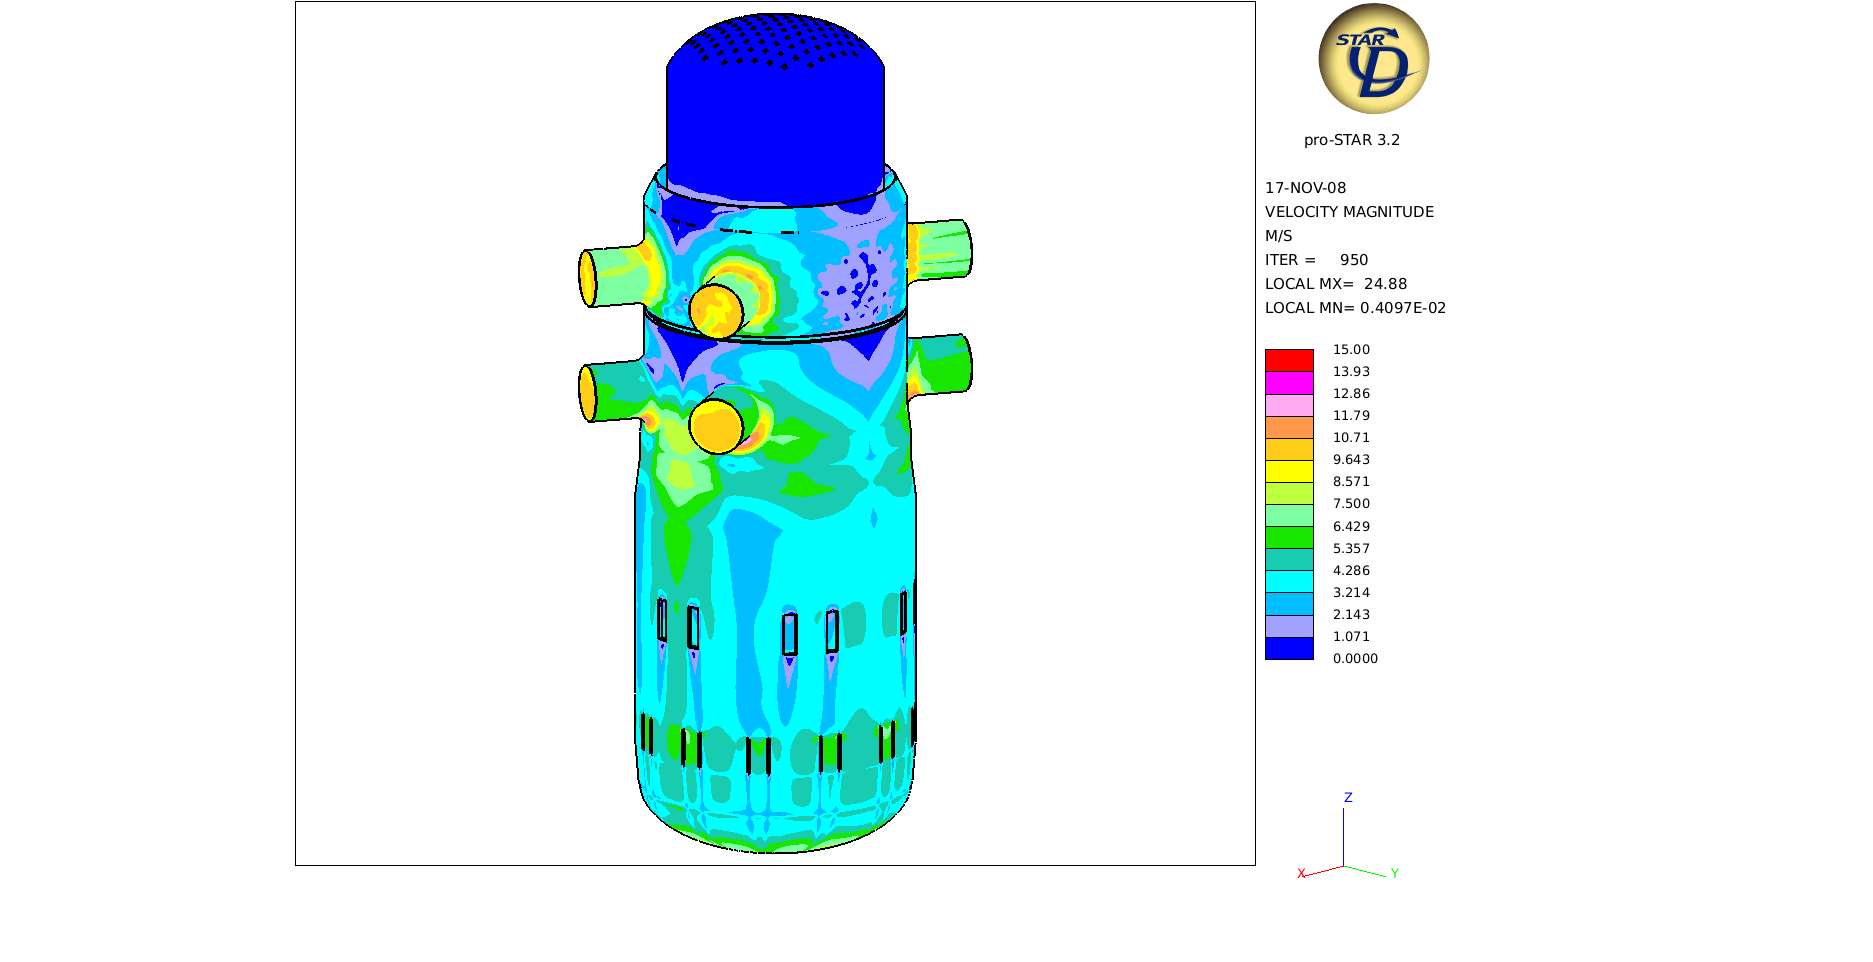 STAR
CD
pro-STAR 3.2
17-NOV-08
VELOCITY MAGNITUDE
M/S
ITER = 950
LOCAL MX= 24.88
LOCAL MN= 0.4097E-02
15.00
13.93
12.86
11.79
10.71
9.643
8.571
7.500
6.429
5.357
4.286
3.214
2.143
1.071
0.0000
Z
X
Y